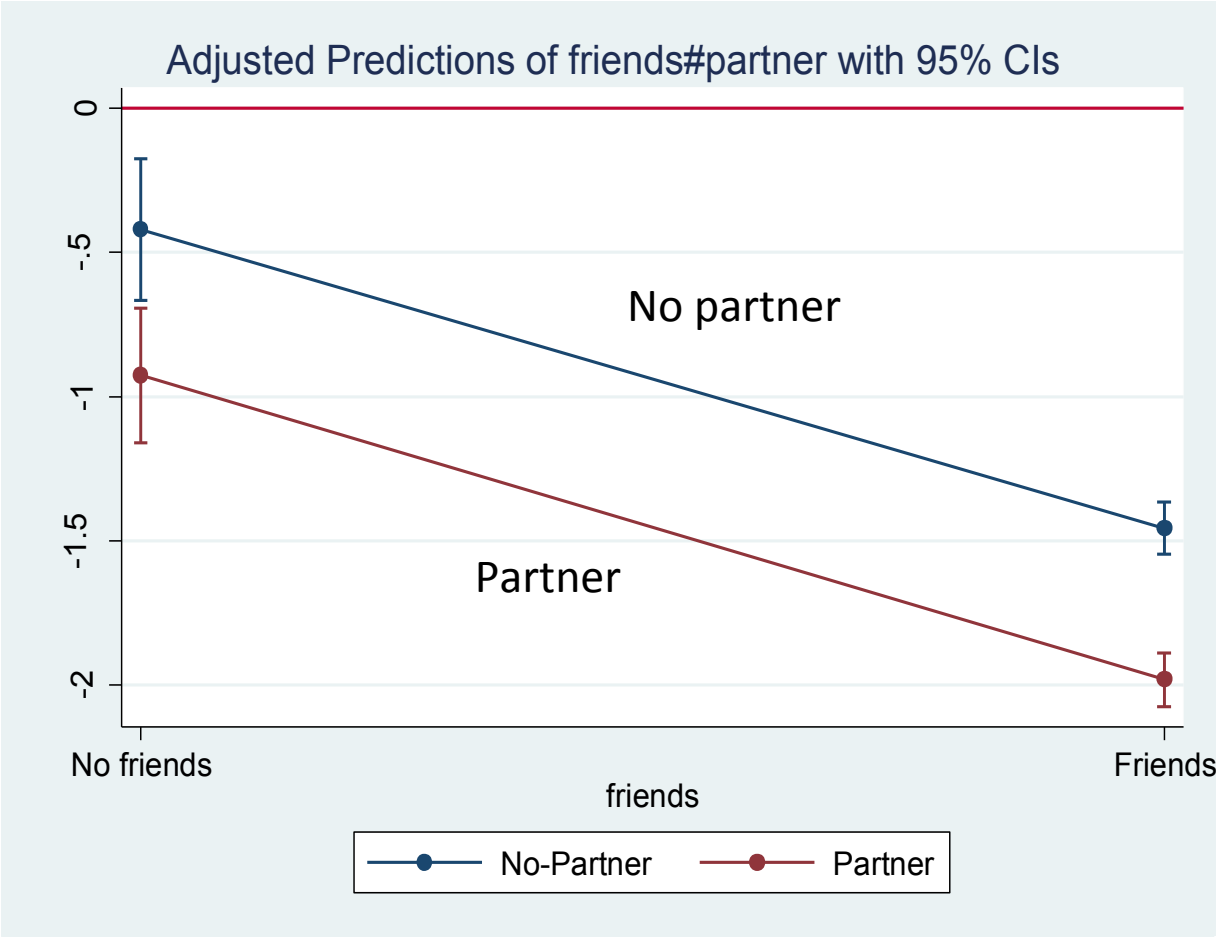 Adjusted Predictions of friends#partner with 95% CIs
0
-.5
-1
-1.5
-2
No partner
Partner
No friends
Friends
friends
No-Partner
Partner